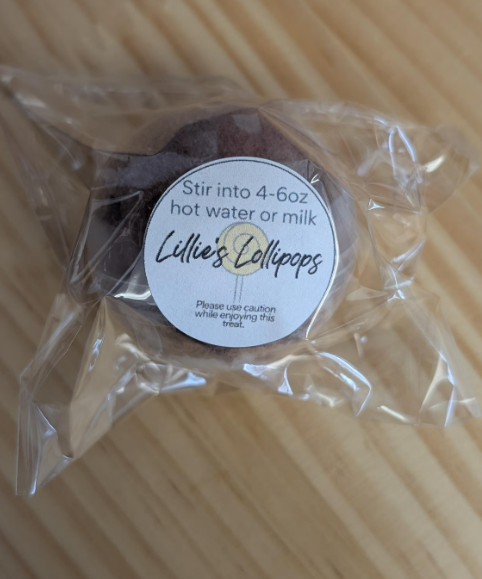 Stir into 4-6oz
hot water or milk
Lillie's Lollipops
Please use caution
while enjoying this
treat.